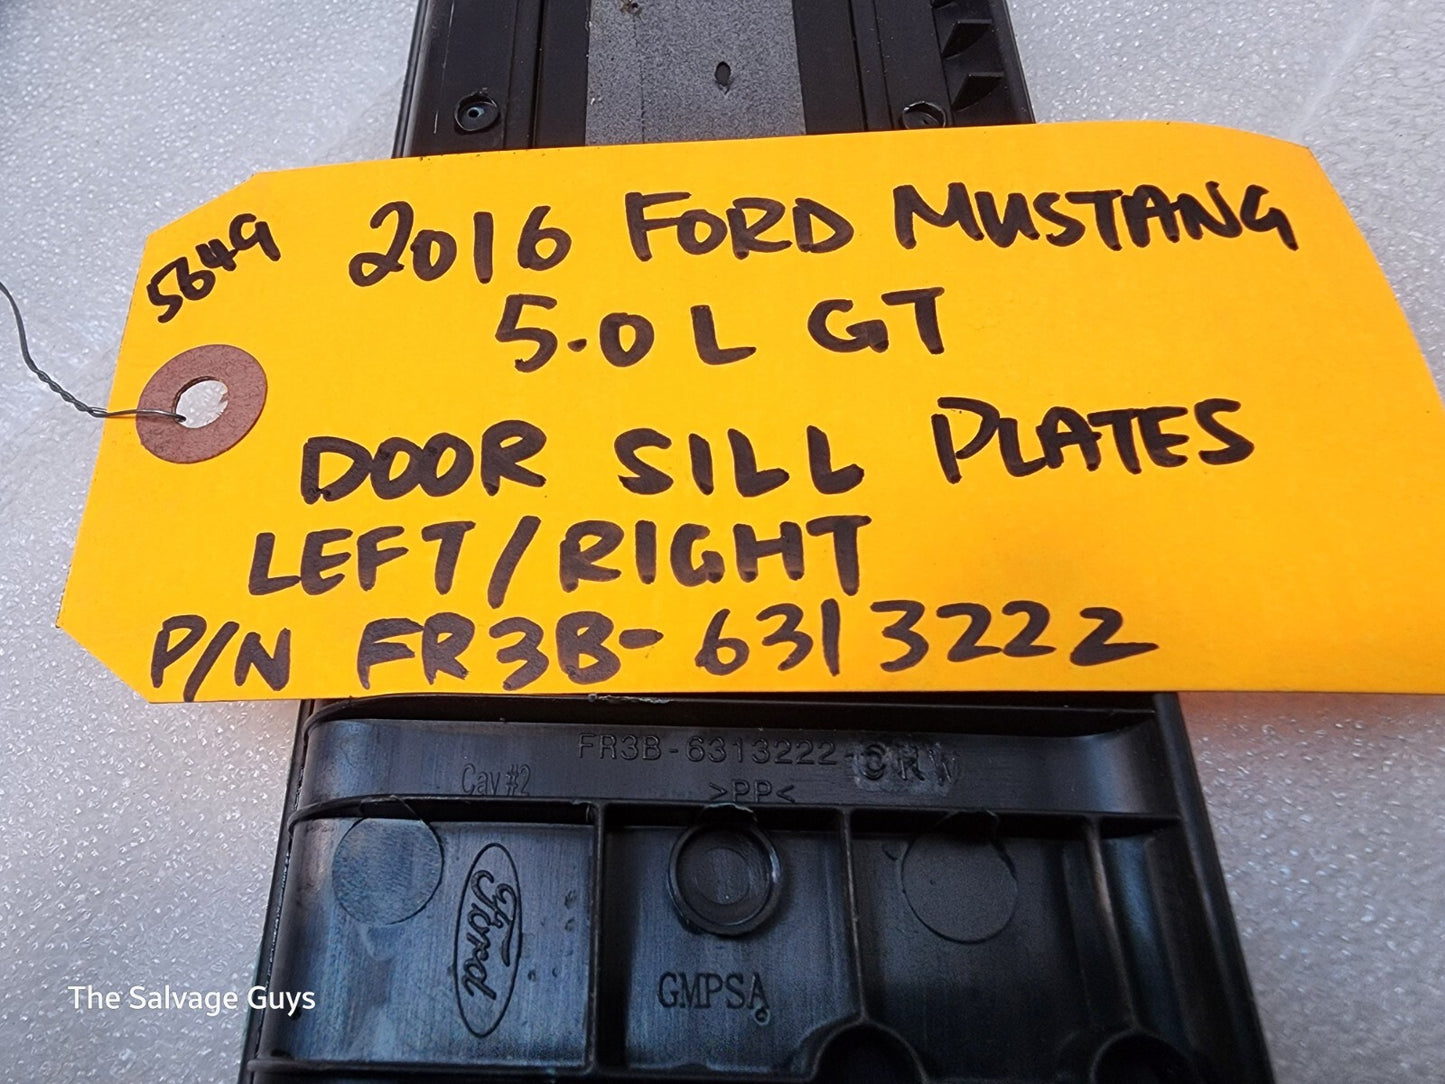 5649
2016 FORD MUSTANG
5.0L GT
DOOR SILL PLATES
LEFT/RIGHT
P/N FR3B-6313222
FR3B-6313222-
Cav #2
>PP<
Ford
GMPSA
The Salvage Guys